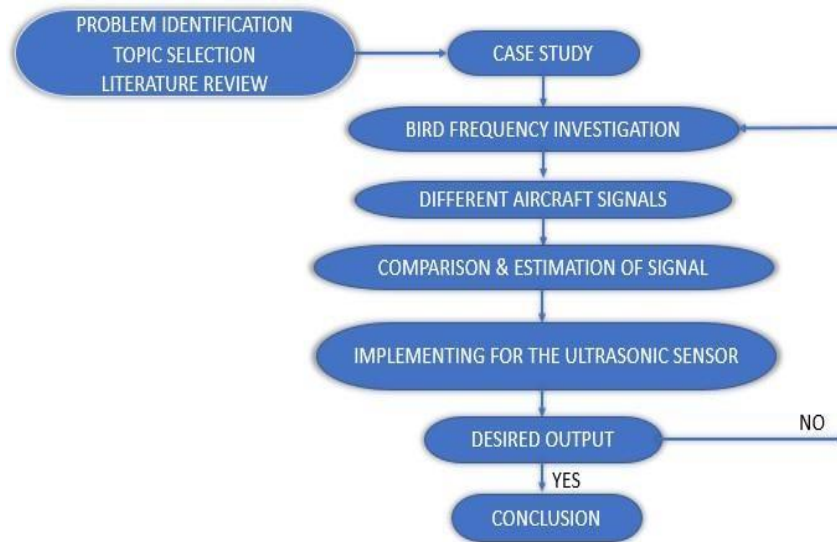 PROBLEM IDENTIFICATION
TOPIC SELECTION
LITERATURE REVIEW
CASE STUDY
BIRD FREQUENCY INVESTIGATION
DIFFERENT AIRCRAFT SIGNALS
COMPARISON & ESTIMATION OF SIGNAL
IMPLEMENTING FOR THE ULTRASONIC SENSOR
DESIRED OUTPUT
NO
YES
CONCLUSION